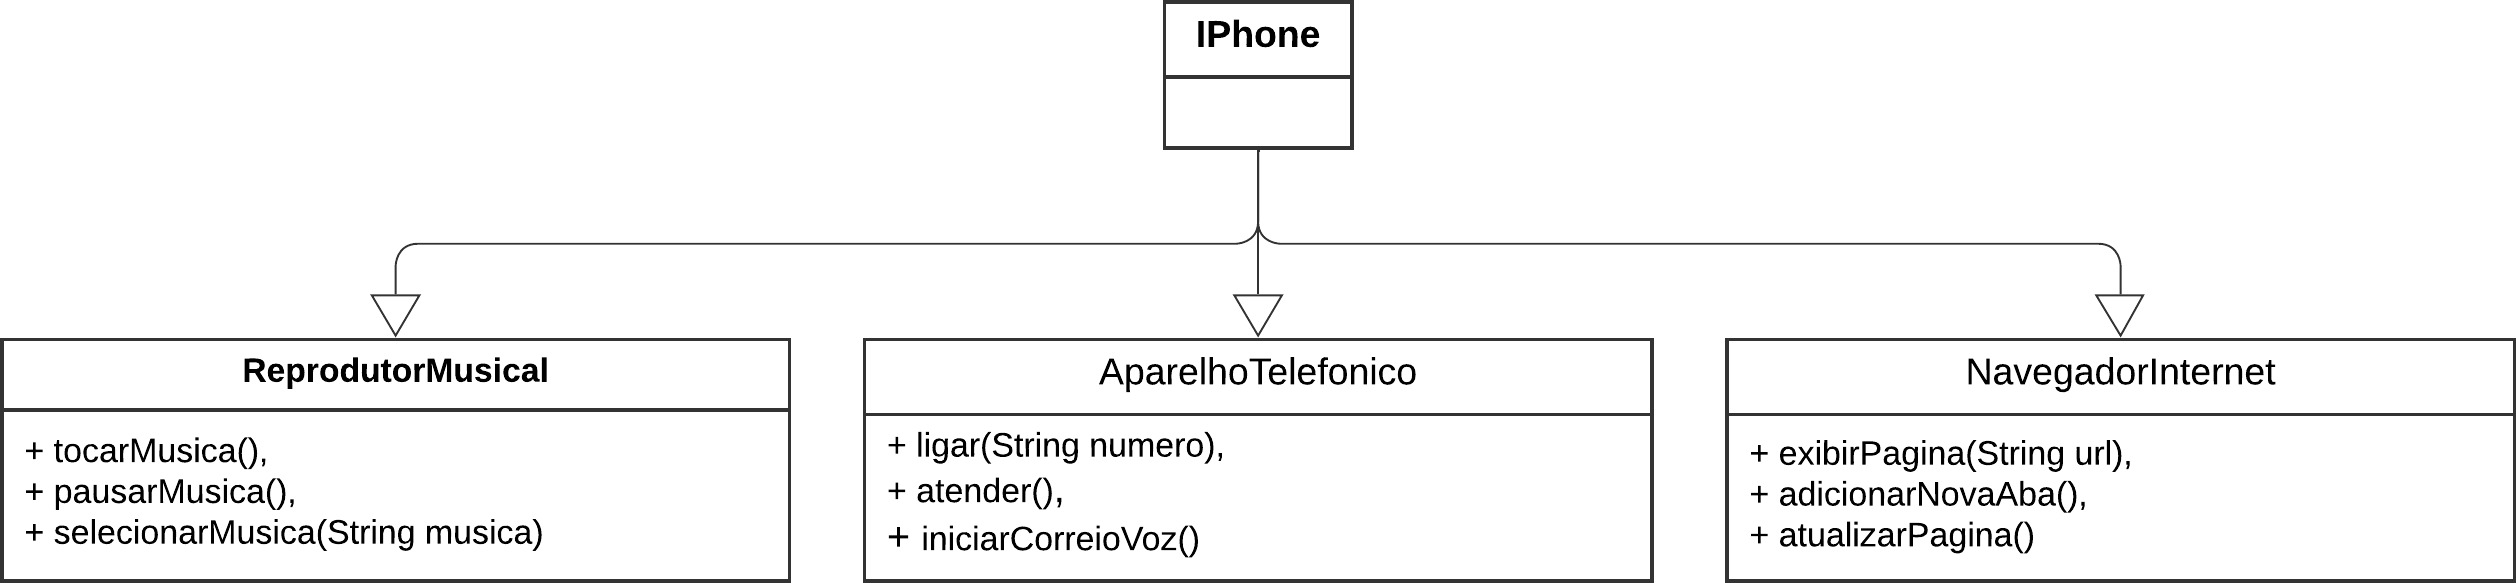 IPhone
ReprodutorMusical
+ tocarMusica(),
+ pausarMusica(),
+ selecionarMusica(String musica)
AparelhoTelefonico
+ ligar(String numero),
+ atender(),
+ iniciarCorreioVoz()
NavegadorInternet
+ exibirPagina(String url),
+ adicionarNovaAba(),
+ atualizarPagina()